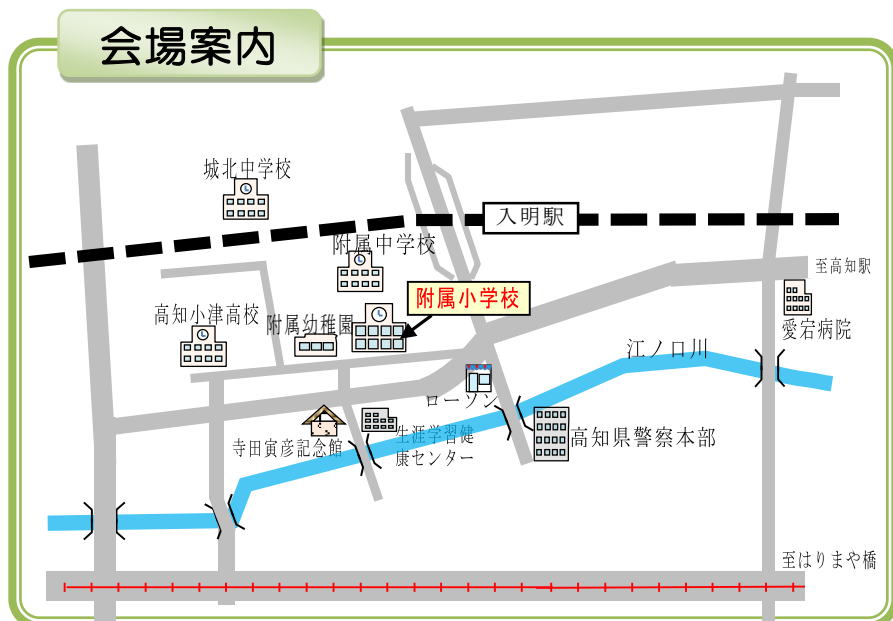 会場案内
城北中学校
入明駅
附属中学校
至高知駅
附属小学校
高知小津高校
附属幼稚園
愛宕病院
江ノ口川
ローソン
寺田寅彦記念館
生涯学習健
康センター
高知県警察本部
至はりまや橋